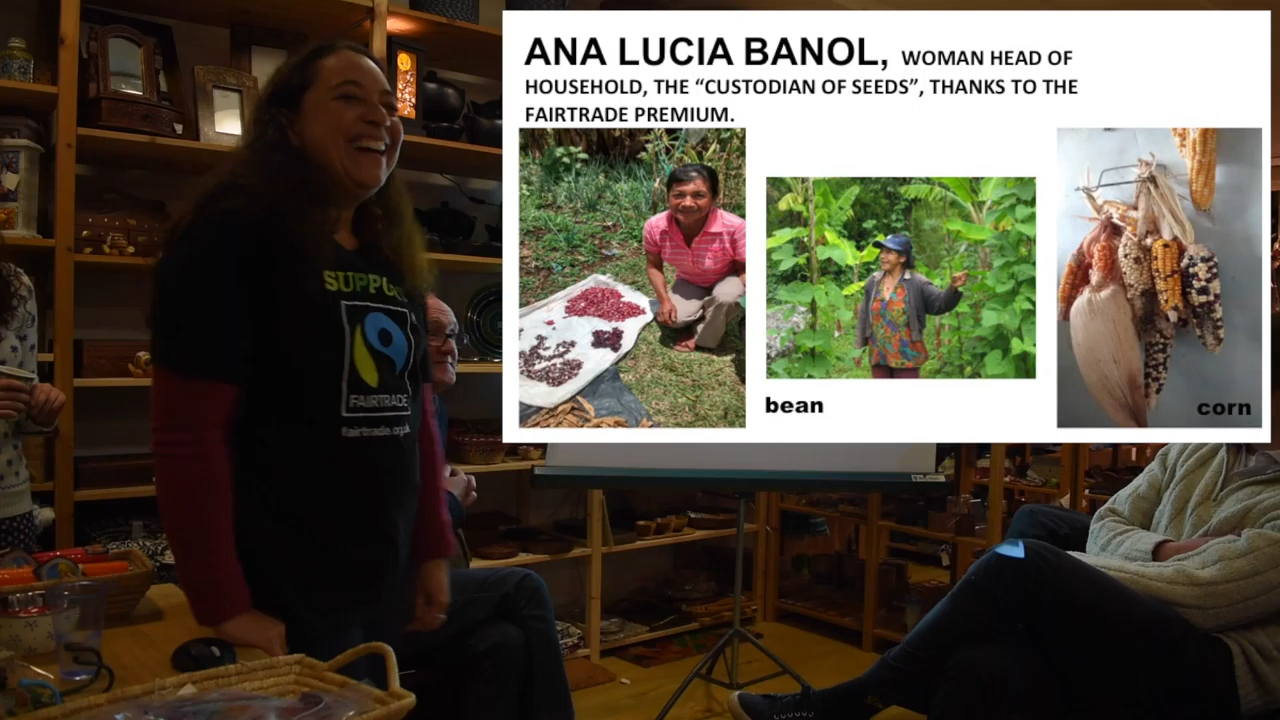 ANA LUCIA BANOL, WOMAN HEAD OF
HOUSEHOLD, THE “CUSTODIAN OF SEEDS”, THANKS TO THE
FAIRTRADE PREMIUM.
bean
corn
FAIRTRADE
fairtrade.org.uk